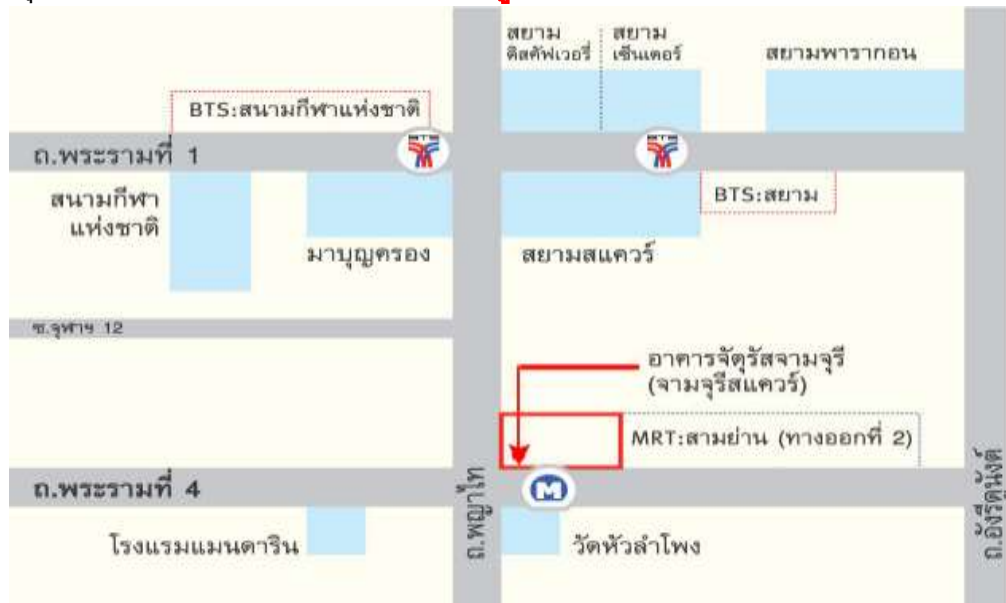 สยาม
ดิสคัฟเวอรี่
สยาม
เซ็นเตอร์
สยามพารากอน
BTS:สนามกีฬาแห่งชาติ
ถ.พระรามที่ 1
สนามกีฬา
แห่งชาติ
มาบุญครอง
สยามสแควร์
BTS:สยาม
ซ.จุฬาฯ 12
อาคารจัตุรัสจามจุรี
(จามจุรีสแควร์)
MRT:สามย่าน (ทางออกที่ 2)
ถ.พระรามที่ 4
M
ถ.พญาไท
ถ.อังรีดูนังต์
โรงแรมแมนดาริน
วัดหัวลำโพง